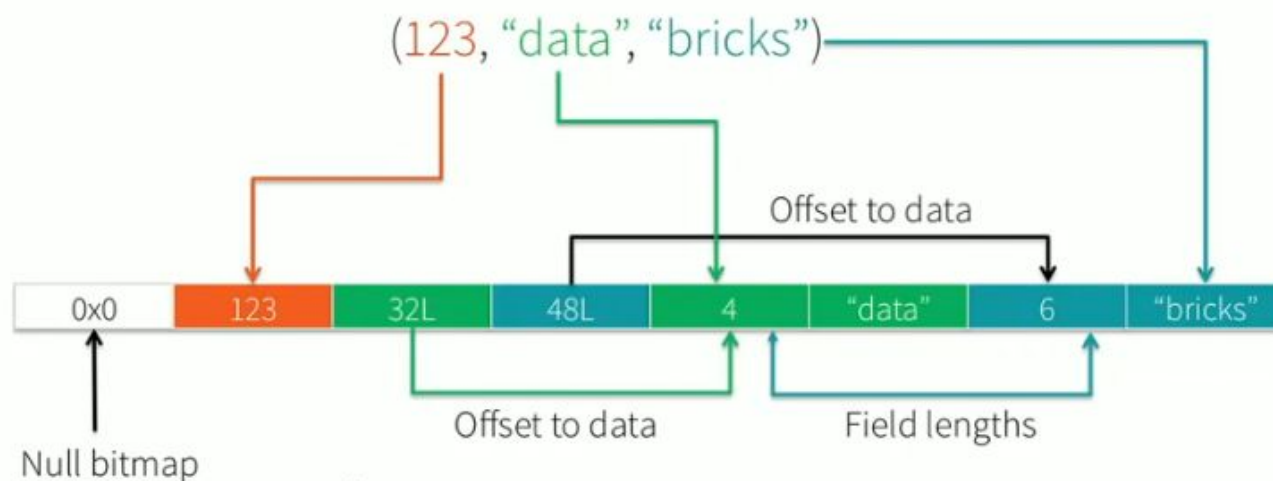 (123, “data”, “bricks”)
Offset to data
0x0 123 32L 48L 4 “data” 6 “bricks”
Offset to data Field lengths
Null bitmap